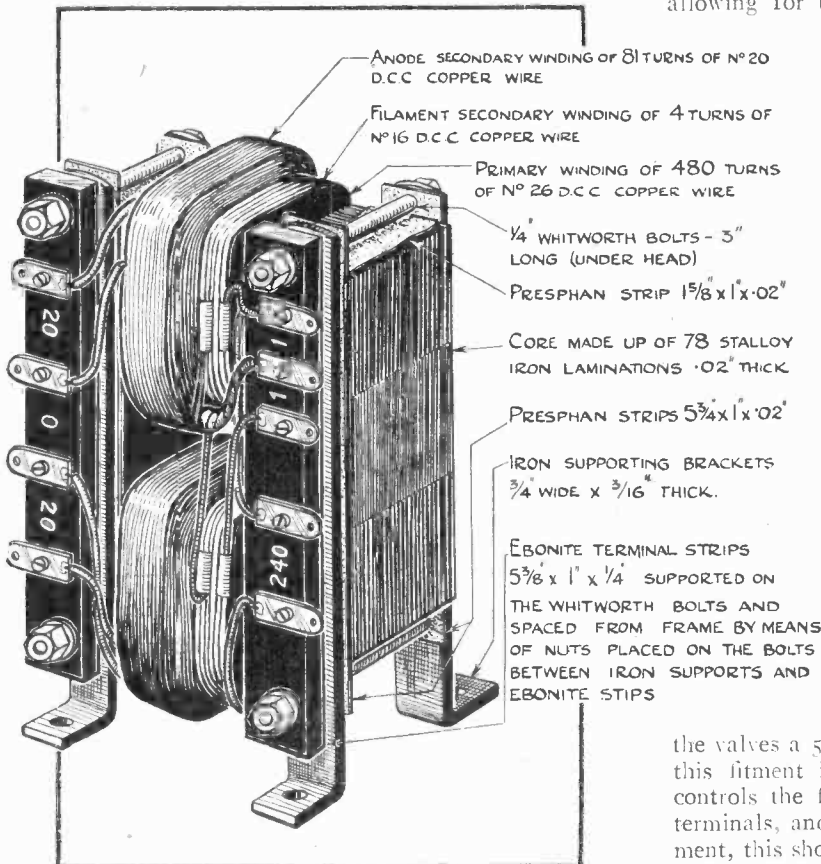 allowing for
ANODE SECONDARY WINDING OF 81 TURNS OF Nº 20
D.C.C COPPER WIRE
FILAMENT SECONDARY WINDING OF 4 TURNS OF
Nº 16 D.C.C COPPER WIRE
PRIMARY WINDING OF 480 TURNS
OF Nº 26 D.C.C COPPER WIRE
¼" WHITWORTH BOLTS - 3"
LONG (UNDER HEAD)
PRESPHAN STRIP 1⅝" x 1" x .02"
CORE MADE UP OF 78 STALLOY
IRON LAMINATIONS .02" THICK
PRESPHAN STRIPS 5¾" x 1" x .02"
IRON SUPPORTING BRACKETS
¾" WIDE x 3/16" THICK.
EBONITE TERMINAL STRIPS
5⅜" x 1" x ¼" SUPPORTED ON
THE WHITWORTH BOLTS AND
SPACED FROM FRAME BY MEANS
OF NUTS PLACED ON THE BOLTS
BETWEEN IRON SUPPORTS AND
EBONITE STIPS
20
0
20
1
1
240
the valves a 5
this fitment
controls the
terminals, and
ment, this sho